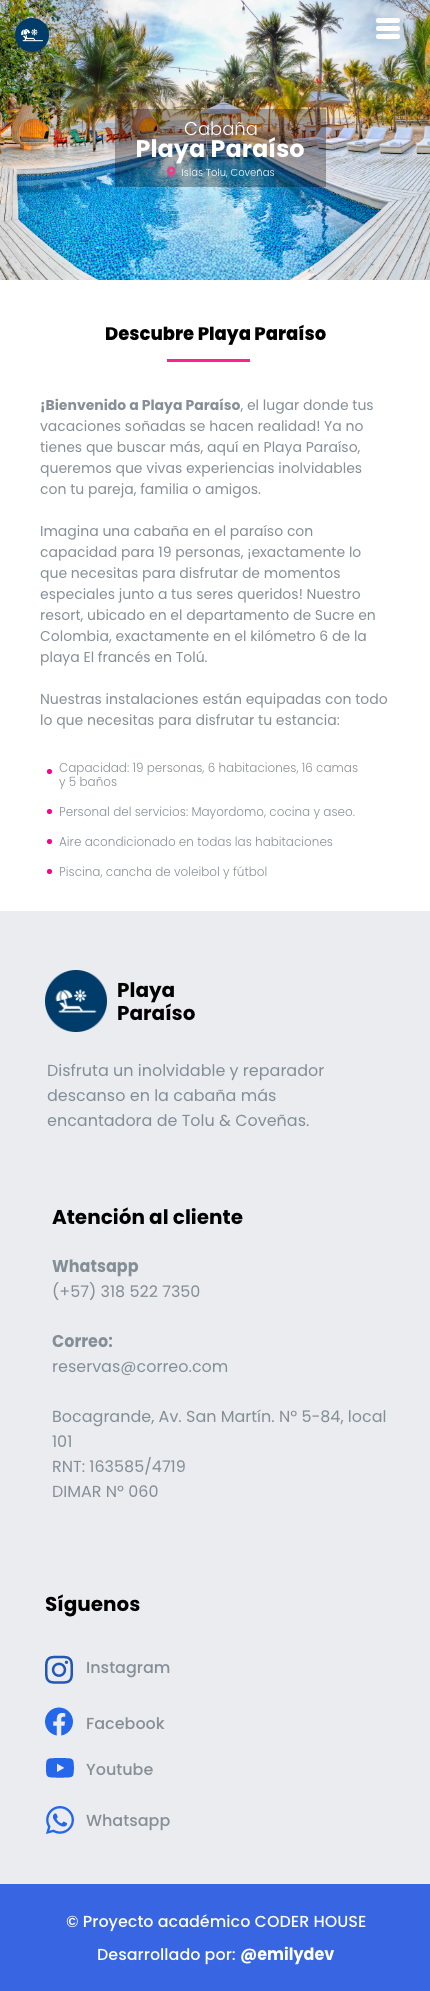 Cabaña
Playa Paraíso
Islas Tolu, Coveñas
Descubre Playa Paraíso
¡Bienvenido a Playa Paraíso, el lugar donde tus
vacaciones soñadas se hacen realidad! Ya no
tienes que buscar más, aquí en Playa Paraíso,
queremos que vivas experiencias inolvidables
con tu pareja, familia o amigos.
Imagina una cabaña en el paraíso con
capacidad para 19 personas, ¡exactamente lo
que necesitas para disfrutar de momentos
especiales junto a tus seres queridos! Nuestro
resort, ubicado en el departamento de Sucre en
Colombia, exactamente en el kilómetro 6 de la
playa El francés en Tolú.
Nuestras instalaciones están equipadas con todo
lo que necesitas para disfrutar tu estancia:
Capacidad: 19 personas, 6 habitaciones, 16 camas
y 5 baños
Personal del servicios: Mayordomo, cocina y aseo.
Aire acondicionado en todas las habitaciones
Piscina, cancha de voleibol y fútbol
Playa
Paraíso
Disfruta un inolvidable y reparador
descanso en la cabaña más
encantadora de Tolu & Coveñas.
Atención al cliente
Whatsapp
(+57) 318 522 7350
Correo:
reservas@correo.com
Bocagrande, Av. San Martín. Nº 5-84, local
101
RNT: 163585/4719
DIMAR Nº 060
Síguenos
Instagram
Facebook
Youtube
Whatsapp
© Proyecto académico CODER HOUSE
Desarrollado por: @emilydev